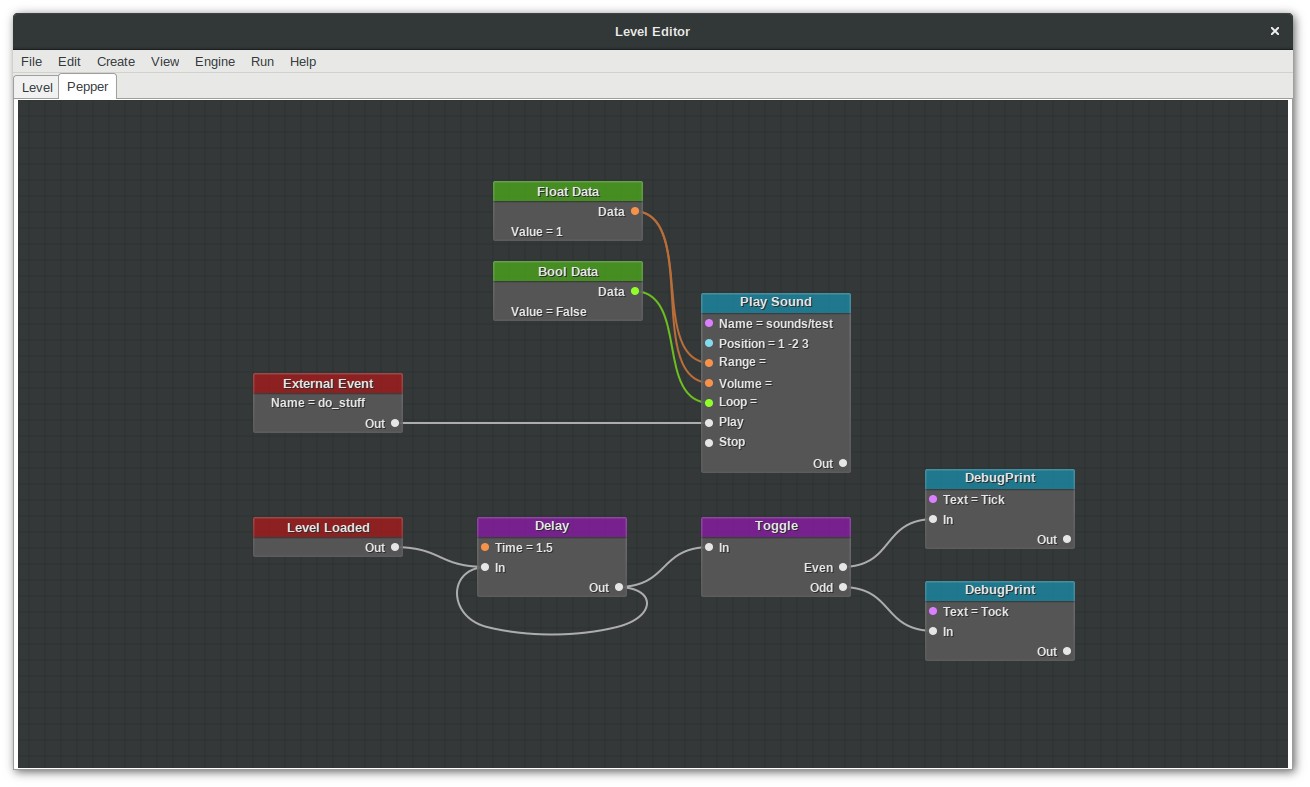 Level Editor
×
File Edit Create View Engine Run Help
Level Pepper
Float Data
Data
Value = 1
Bool Data
Data
Value = False
Play Sound
Name = sounds/test
Position = 1 -2 3
Range =
Volume =
Loop =
Play
Stop
Out
External Event
Name = do_stuff
Out
Level Loaded
Out
Delay
Time = 1.5
In
Out
Toggle
In
Even
Odd
DebugPrint
Text = Tick
In
Out
DebugPrint
Text = Tock
In
Out